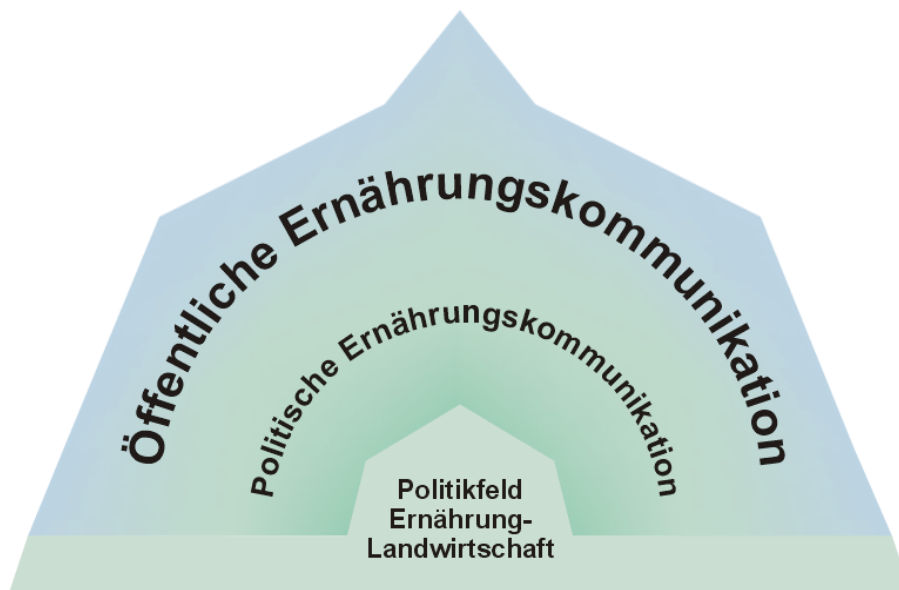 Öffentliche Ernährungskommunikation
Politische Ernährungskommunikation
Politikfeld
Ernährung-
Landwirtschaft